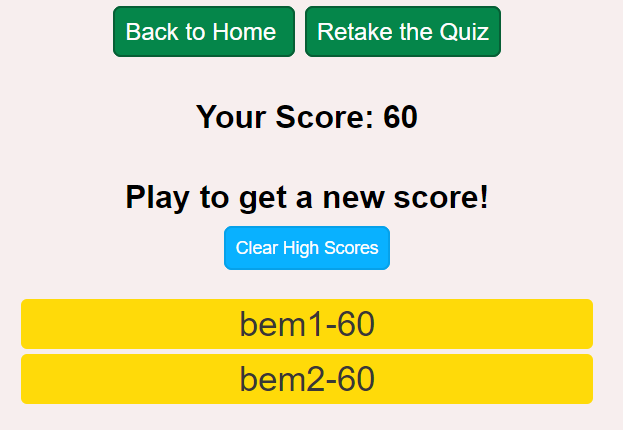 Back to Home Retake the Quiz
Your Score: 60
Play to get a new score!
Clear High Scores
bem1-60
bem2-60